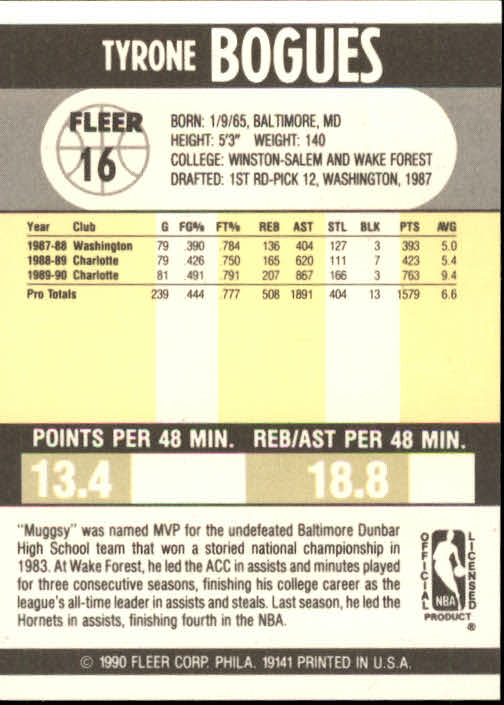 TYRONE BOGUES
FLEER
16
BORN: 1/9/65, BALTIMORE, MD
HEIGHT: 5'3" WEIGHT: 140
COLLEGE: WINSTON-SALEM AND WAKE FOREST
DRAFTED: 1ST RD-PICK 12, WASHINGTON, 1987
Year Club G FG% FT% REB AST STL BLK PTS AVG
1987-88 Washington 79 .390 .784 136 404 127 3 393 5.0
1988-89 Charlotte 79 .426 .750 165 620 111 7 423 5.4
1989-90 Charlotte 81 .491 .791 207 867 166 3 763 9.4
Pro Totals 239 .444 .777 508 1891 404 13 1579 6.6
POINTS PER 48 MIN. REB/AST PER 48 MIN.
13.4 18.8
"Muggsy" was named MVP for the undefeated Baltimore Dunbar
High School team that won a storied national championship in
1983. At Wake Forest, he led the ACC in assists and minutes played
for three consecutive seasons, finishing his college career as the
league's all-time leader in assists and steals. Last season, he led the
Hornets in assists, finishing fourth in the NBA.
OFFICIAL
LICENSED
NBA
PRODUCT
®
© 1990 FLEER CORP. PHILA. 19141 PRINTED IN U.S.A.